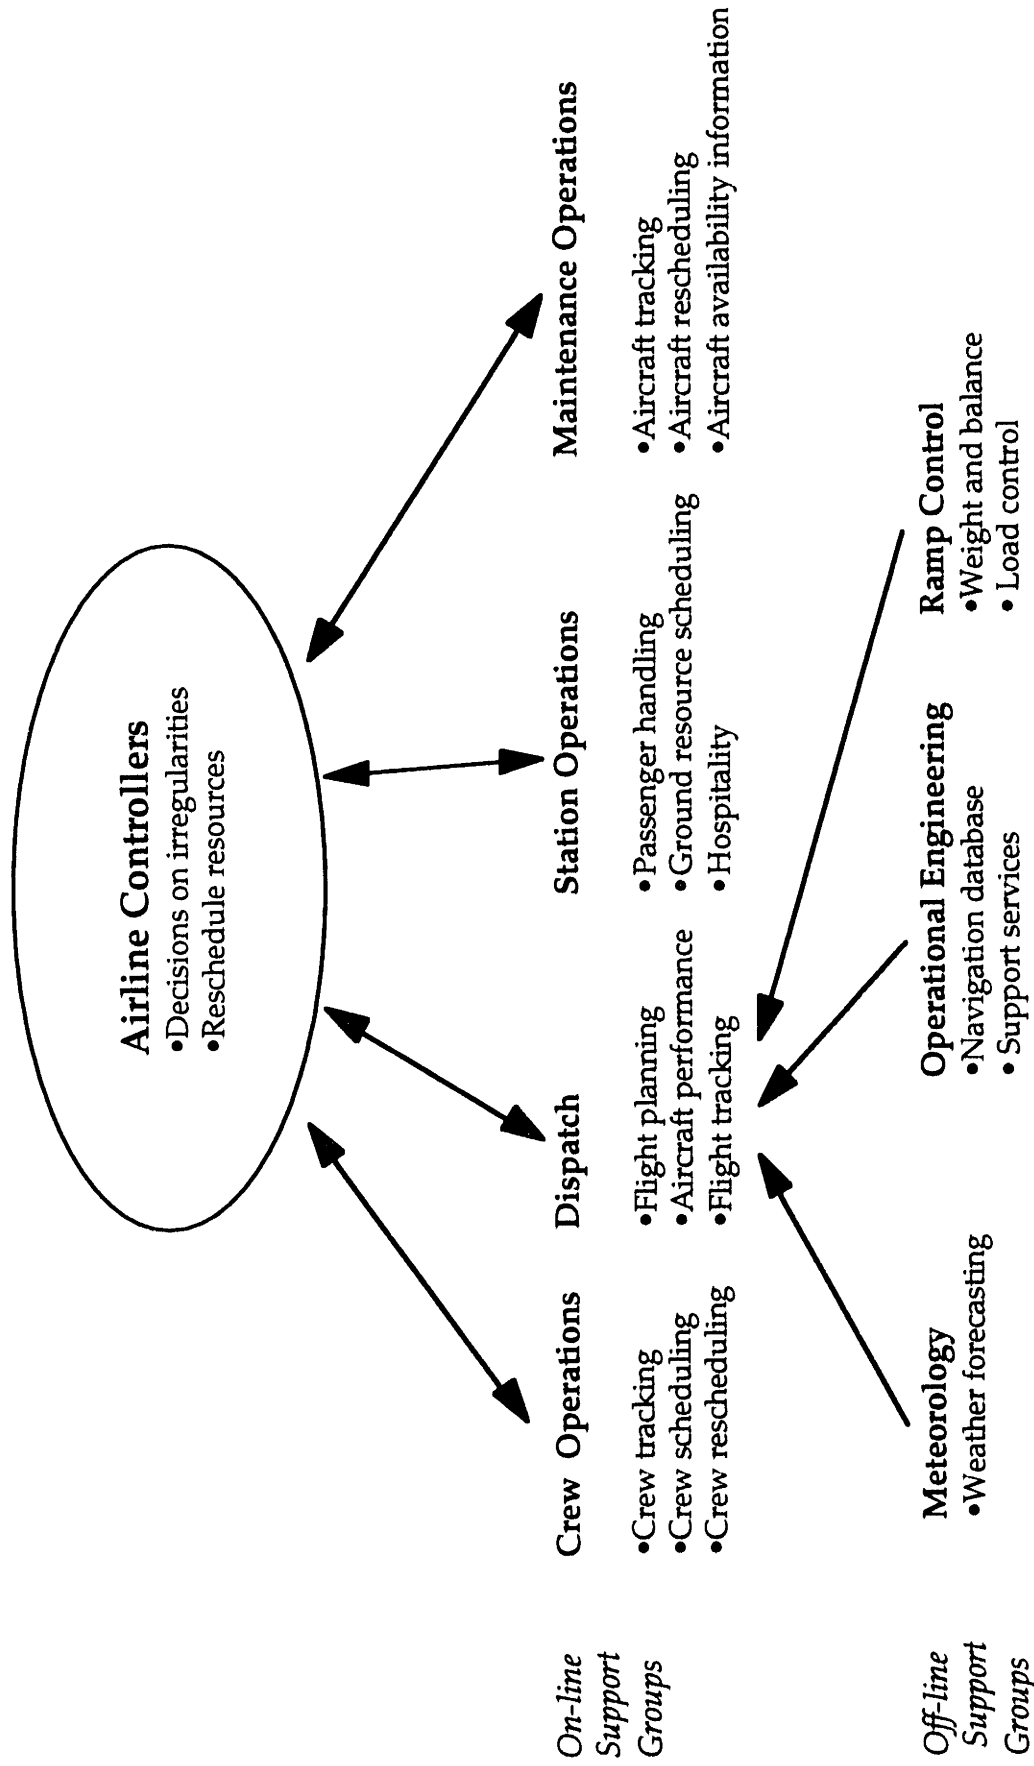 Airline Controllers
•Decisions on irregularities
•Reschedule resources
On-line
Support
Groups
Crew Operations
•Crew tracking
•Crew scheduling
•Crew rescheduling
Dispatch
•Flight planning
•Aircraft performance
•Flight tracking
Station Operations
•Passenger handling
•Ground resource scheduling
•Hospitality
Maintenance Operations
•Aircraft tracking
•Aircraft rescheduling
•Aircraft availability information
Off-line
Support
Groups
Meteorology
•Weather forecasting
Operational Engineering
•Navigation database
• Support services
Ramp Control
•Weight and balance
• Load control